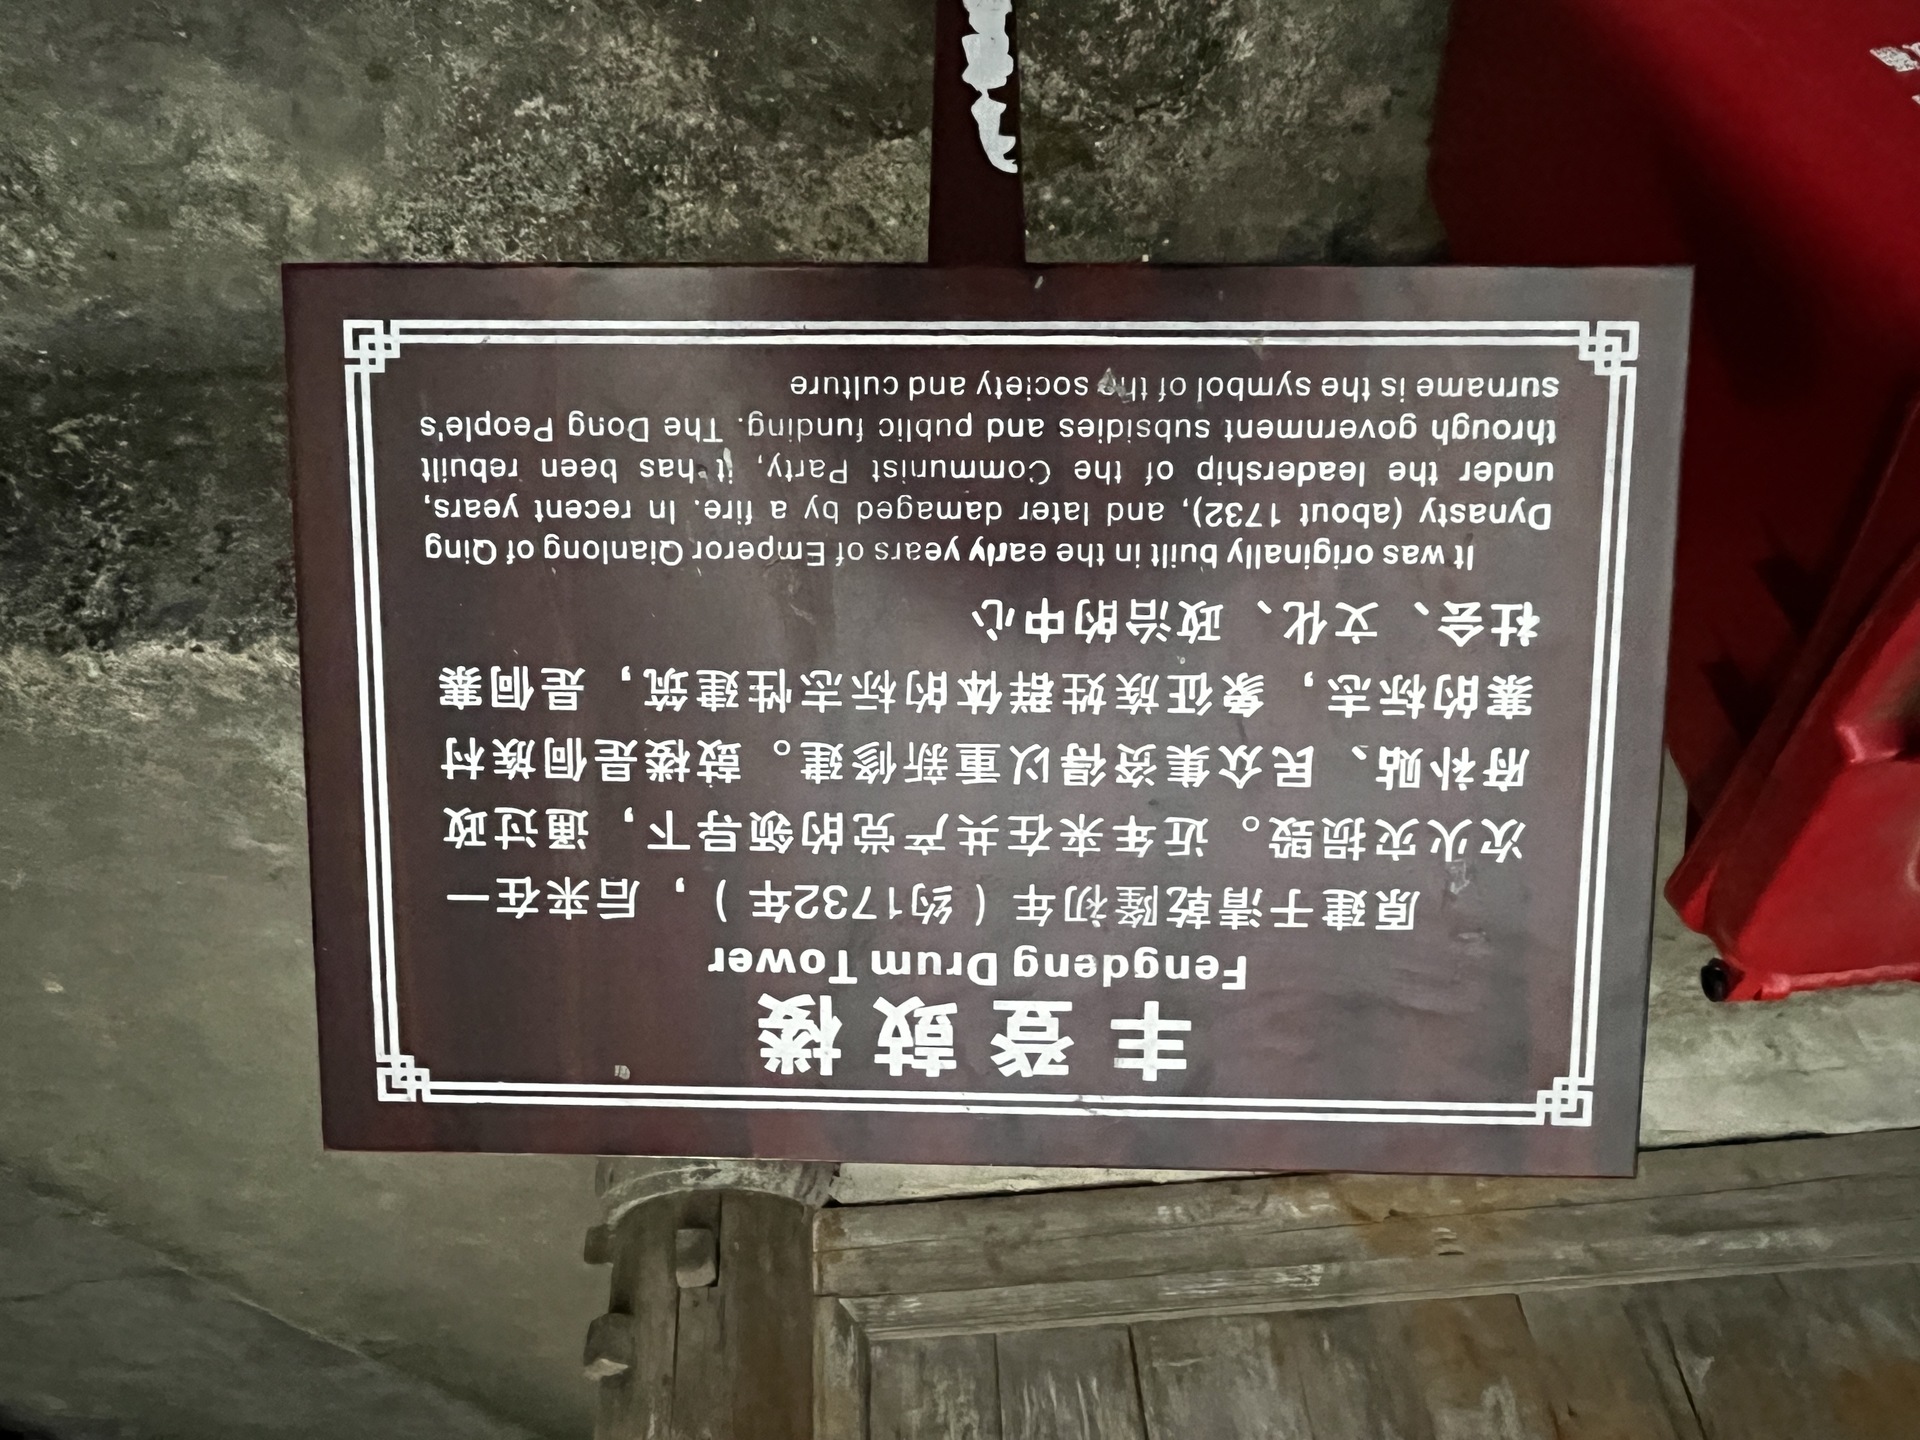 丰登鼓楼
Fengdeng Drum Tower
原建于清乾隆初年（约1732年），后来在一
次火灾损毁。近年来在共产党的领导下，通过政
府补贴、民众集资得以重新修建。鼓楼是侗族村
寨的标志，象征族姓群体的标志性建筑，是侗寨
社会、文化、政治的中心
It was originally built in the early years of Emperor Qianlong of Qing
Dynasty (about 1732), and later damaged by a fire. In recent years,
under the leadership of the Communist Party, it has been rebuilt
through government subsidies and public funding. The Dong People's
surname is the symbol of the society and culture